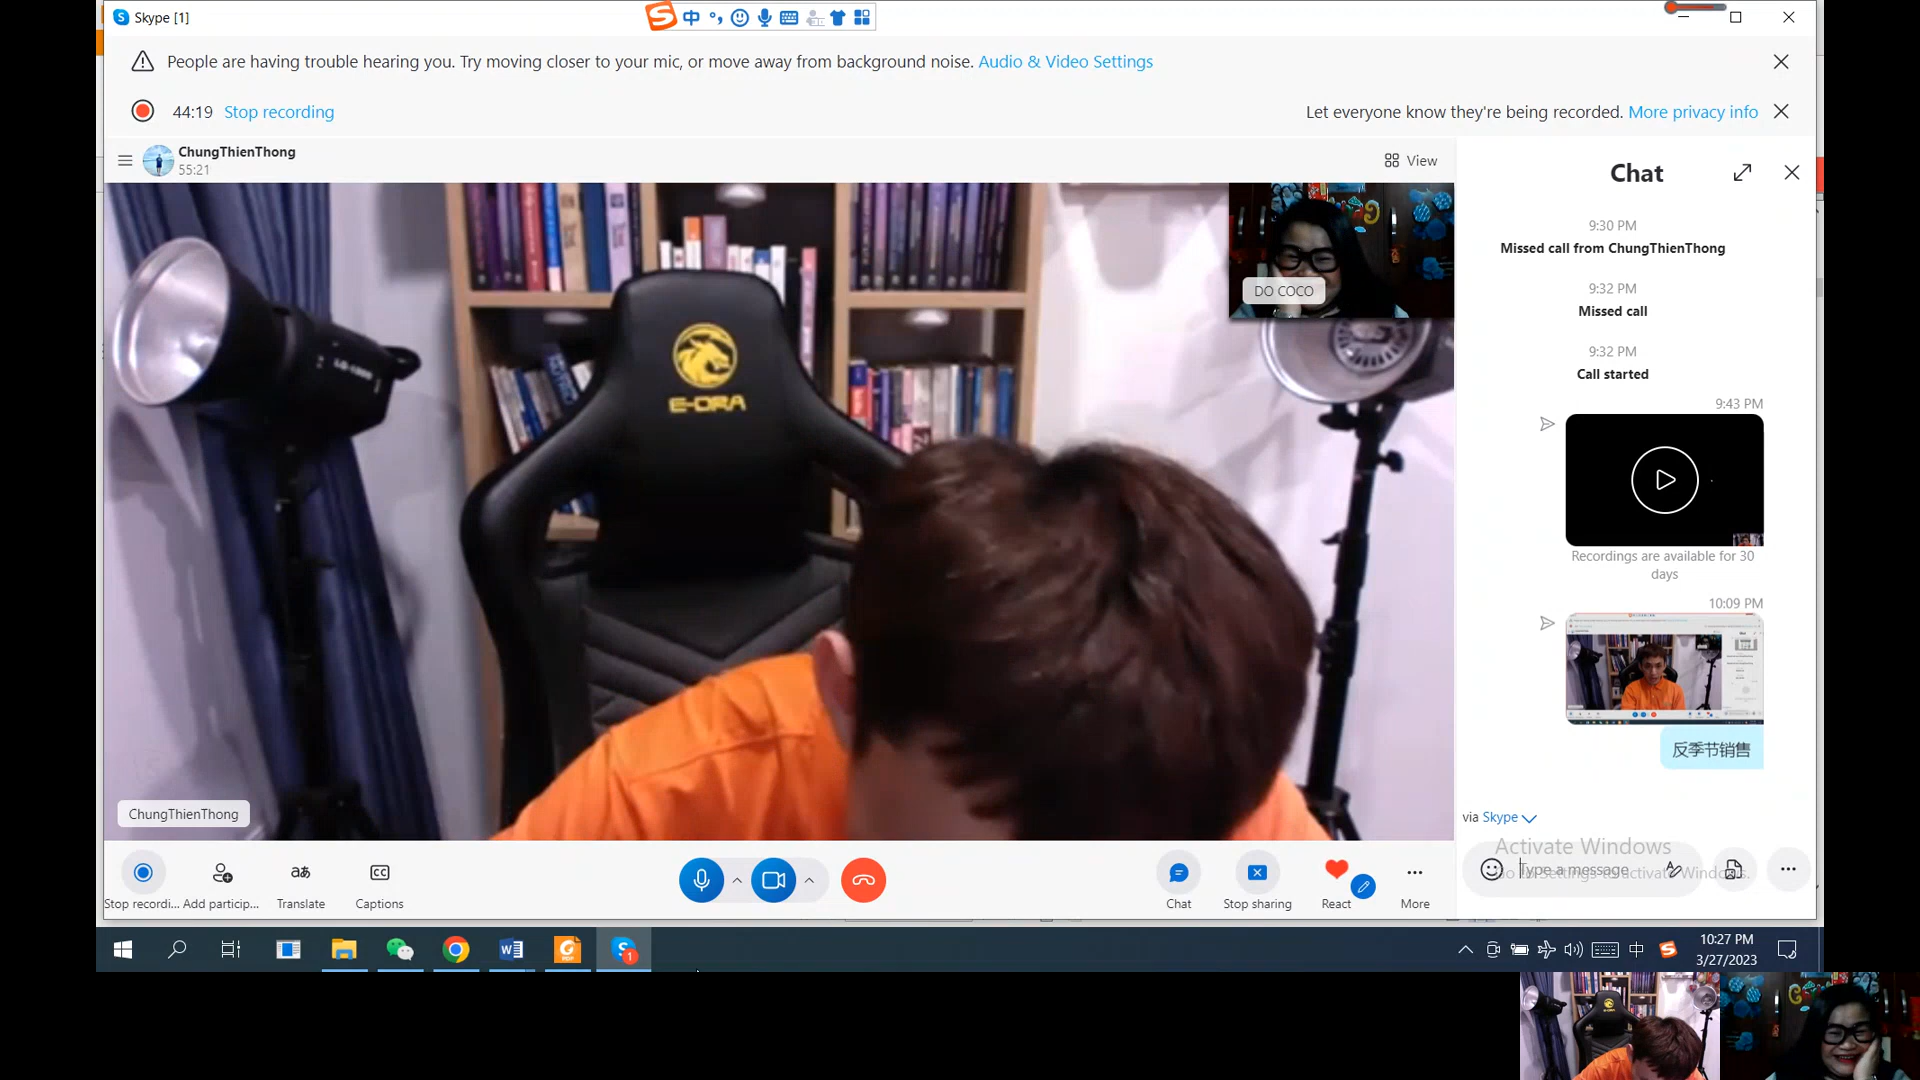 Skype [1]
中
People are having trouble hearing you. Try moving closer to your mic, or move away from background noise. Audio & Video Settings
44:19 Stop recording
Let everyone know they're being recorded. More privacy info
ChungThienThong
55:21
View
Chat
9:30 PM
Missed call from ChungThienThong
9:32 PM
Missed call
9:32 PM
Call started
9:43 PM
Recordings are available for 30
days
10:09 PM
反季节销售
via Skype
Activate Windows
Type a message
E-DRA
DO COCO
ChungThienThong
Stop recordi...
Add particip...
Translate
Captions
Chat
Stop sharing
React
More
中
10:27 PM
3/27/2023